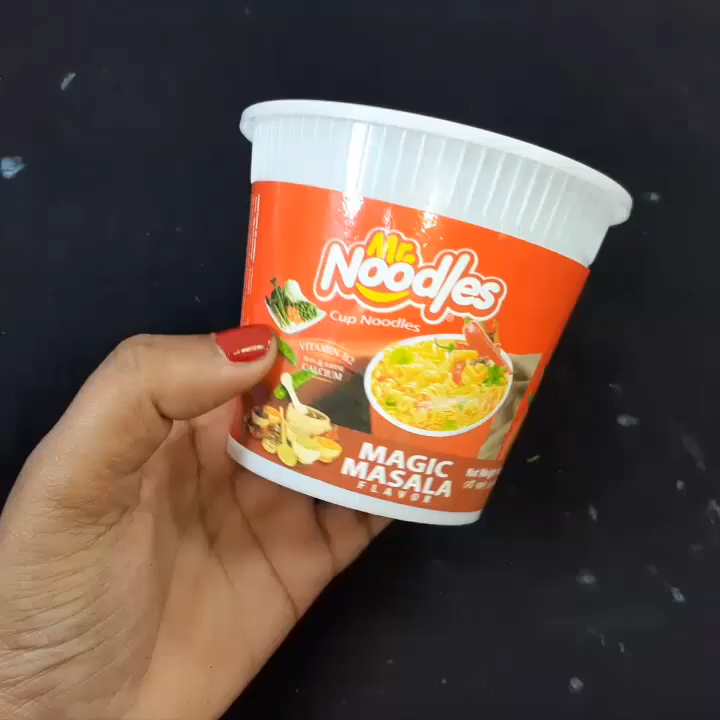 Mr.
Noodles
Cup Noodles
VITAMIN-B2
CALCIUM
MAGIC
MASALA
FLAVOR